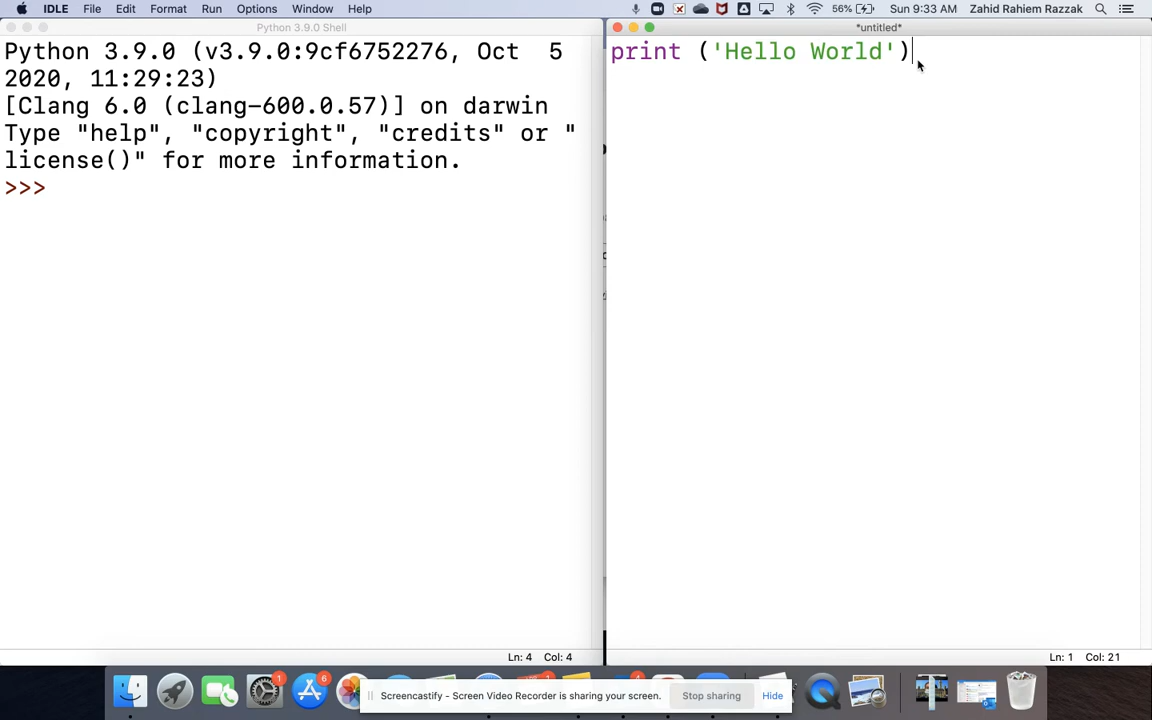 IDLE File Edit Format Run Options Window Help 56% Sun 9:33 AM Zahid Rahiem Razzak
Python 3.9.0 Shell
Python 3.9.0 (v3.9.0:9cf6752276, Oct  5
2020, 11:29:23)
[Clang 6.0 (clang-600.0.57)] on darwin
Type "help", "copyright", "credits" or "
license()" for more information.
>>>
Ln: 4 Col: 4
*untitled*
print ('Hello World')
Ln: 1 Col: 21
1
6
Screencastify - Screen Video Recorder is sharing your screen. Stop sharing Hide